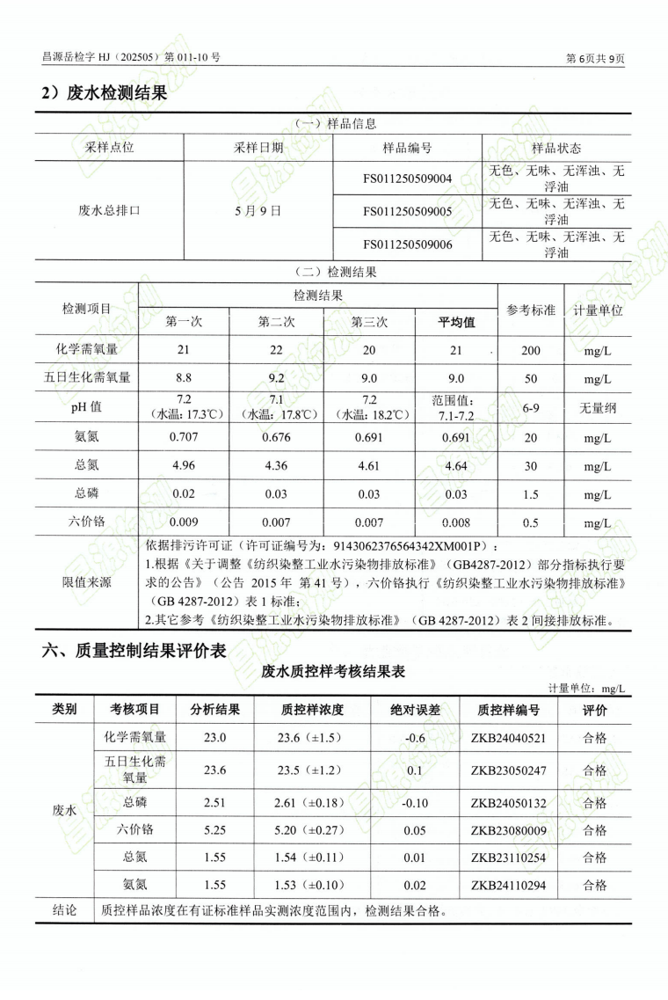 昌源岳检字 HJ（202505）第 011-10 号 第 6页共 9页
2）废水检测结果
（一）样品信息
采样点位 采样日期 样品编号 样品状态
废水总排口 5 月 9 日 FS011250509004 无色、无味、无浑浊、无
浮油
FS011250509005 无色、无味、无浑浊、无
浮油
FS011250509006 无色、无味、无浑浊、无
浮油
（二）检测结果
检测项目 检测结果 参考标准 计量单位
第一次 第二次 第三次 平均值
化学需氧量 21 22 20 21 200 mg/L
五日生化需氧量 8.8 9.2 9.0 9.0 50 mg/L
pH 值 7.2 7.1 7.2 范围值： 6-9 无量纲
（水温：17.3℃） （水温：17.8℃） （水温：18.2℃） 7.1-7.2
氨氮 0.707 0.676 0.691 0.691 20 mg/L
总氮 4.96 4.36 4.61 4.64 30 mg/L
总磷 0.02 0.03 0.03 0.03 1.5 mg/L
六价铬 0.009 0.007 0.007 0.008 0.5 mg/L
限值来源
依据排污许可证（许可证编号为：9143062376564342XM001P）：
1.根据《关于调整《纺织染整工业水污染物排放标准》（GB4287-2012）部分指标执行要
求的公告》（公告 2015 年 第 41 号），六价铬执行《纺织染整工业水污染物排放标准》
（GB 4287-2012）表 1 标准；
2.其它参考《纺织染整工业水污染物排放标准》（GB 4287-2012）表 2 间接排放标准。
六、质量控制结果评价表
废水质控样考核结果表
计量单位：mg/L
类别 考核项目 分析结果 质控样浓度 绝对误差 质控样编号 评价
废水
化学需氧量 23.0 23.6（±1.5） -0.6 ZKB24040521 合格
五日生化需
氧量 23.6 23.5（±1.2） 0.1 ZKB23050247 合格
总磷 2.51 2.61（±0.18） -0.10 ZKB24050132 合格
六价铬 5.25 5.20（±0.27） 0.05 ZKB23080009 合格
总氮 1.55 1.54（±0.11） 0.01 ZKB23110254 合格
氨氮 1.55 1.53（±0.10） 0.02 ZKB24110294 合格
结论 质控样品浓度在有证标准样品实测浓度范围内，检测结果合格。